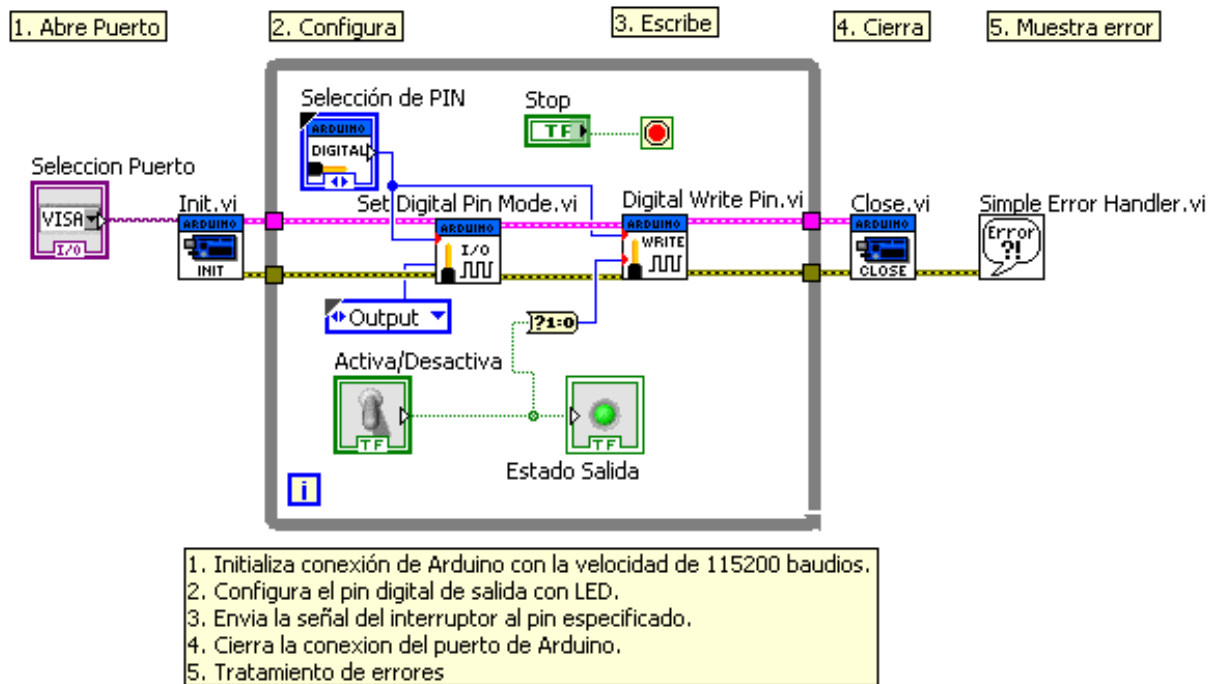 1. Abre Puerto
2. Configura
3. Escribe
4. Cierra
5. Muestra error
Selección de PIN
Stop
ARDUINO
DIGITAL
TF
Seleccion Puerto
VISA
I/O
Init.vi
ARDUINO
INIT
Set Digital Pin Mode.vi
ARDUINO
I/O
Digital Write Pin.vi
ARDUINO
WRITE
Close.vi
ARDUINO
CLOSE
Simple Error Handler.vi
Error
?!
Output
?1:0
Activa/Desactiva
TF
TF
Estado Salida
i
1. Initializa conexión de Arduino con la velocidad de 115200 baudios.
2. Configura el pin digital de salida con LED.
3. Envia la señal del interruptor al pin especificado.
4. Cierra la conexion del puerto de Arduino.
5. Tratamiento de errores